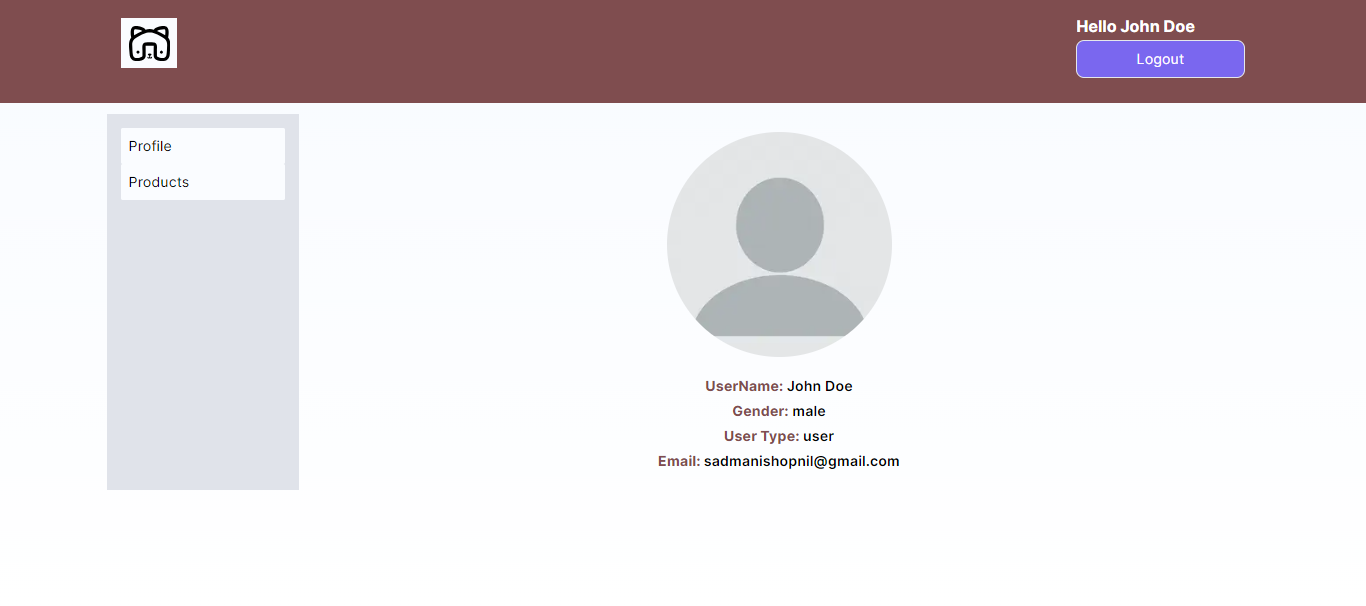 Hello John Doe
Logout
Profile
Products
UserName: John Doe
Gender: male
User Type: user
Email: sadmanishopnil@gmail.com